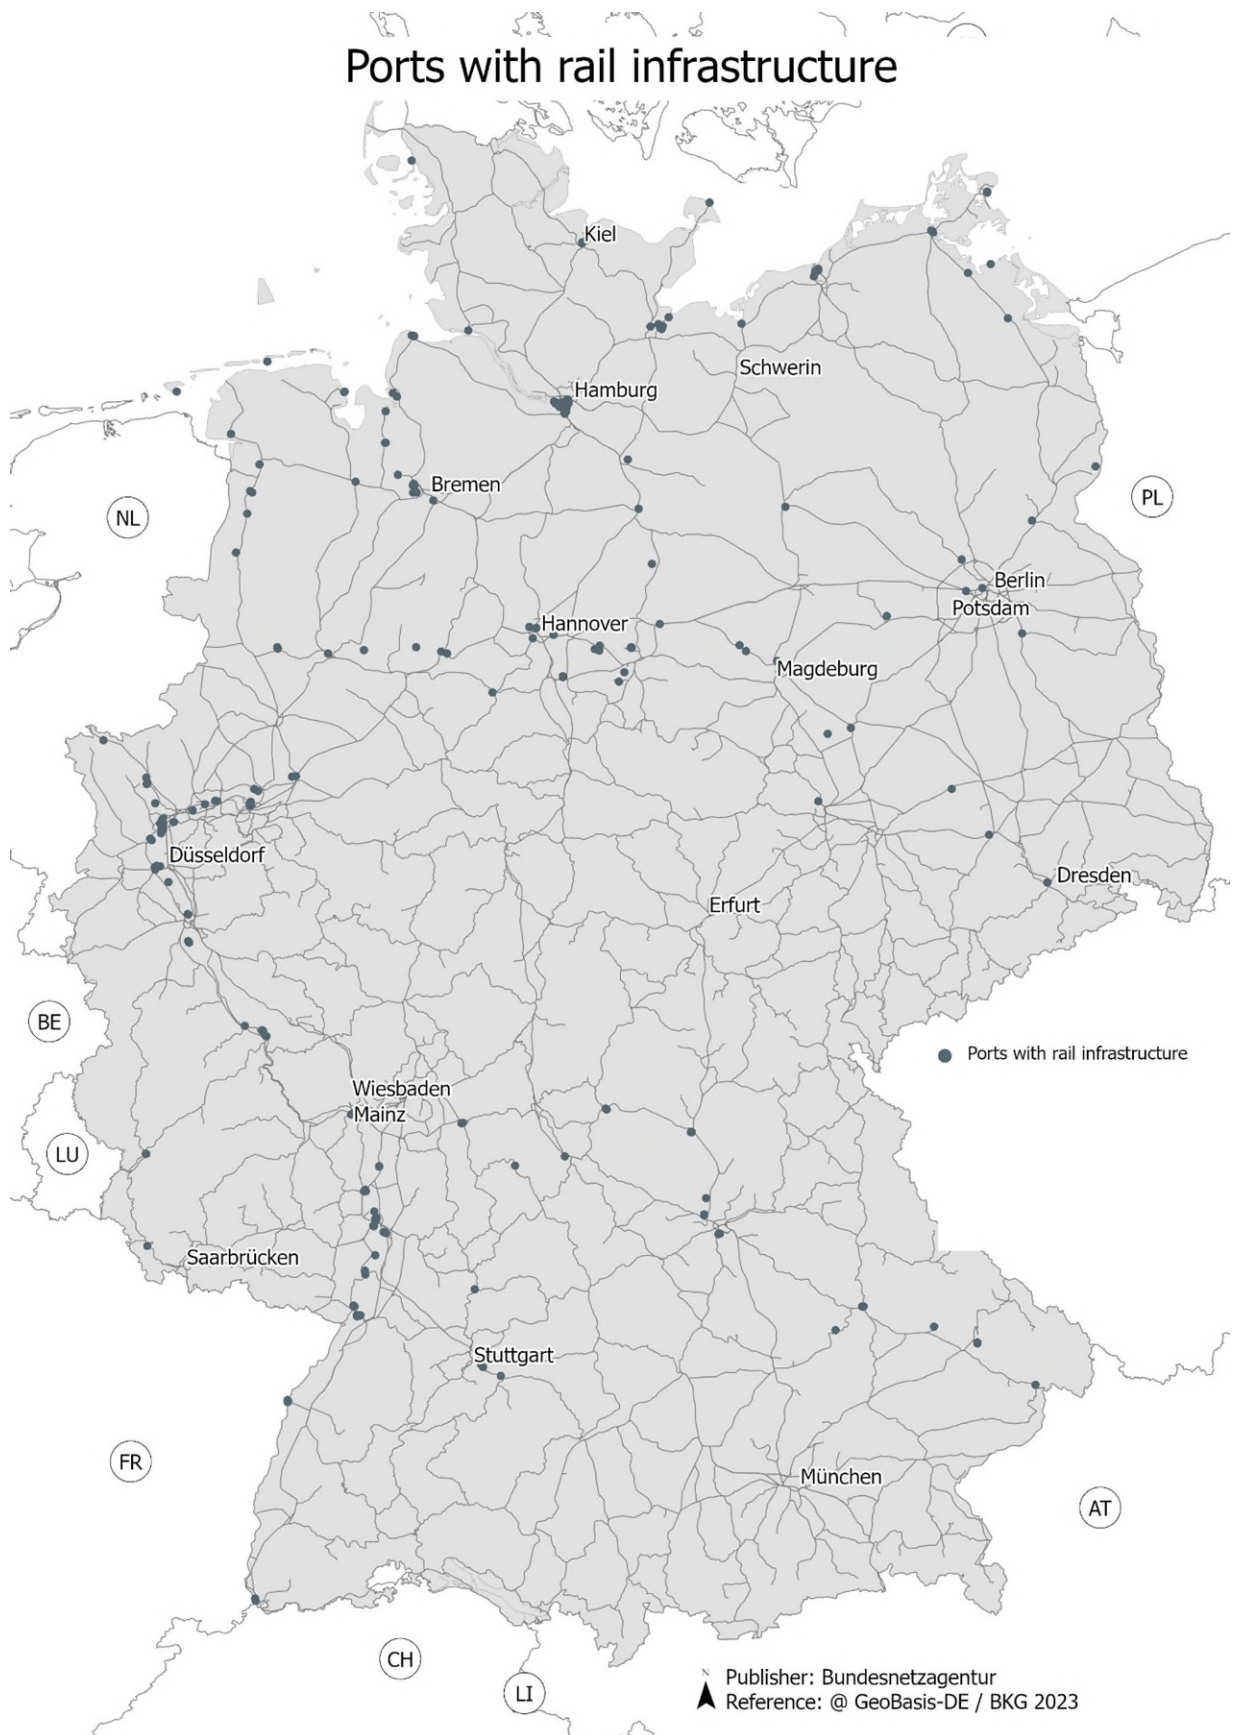 Ports with rail infrastructure
Kiel
Schwerin
Hamburg
Bremen
NL
PL
Berlin
Potsdam
Hannover
Magdeburg
Düsseldorf
Dresden
Erfurt
BE
Ports with rail infrastructure
Wiesbaden
Mainz
LU
Saarbrücken
Stuttgart
FR
München
AT
CH
LI
N
Publisher: Bundesnetzagentur
Reference: @ GeoBasis-DE / BKG 2023